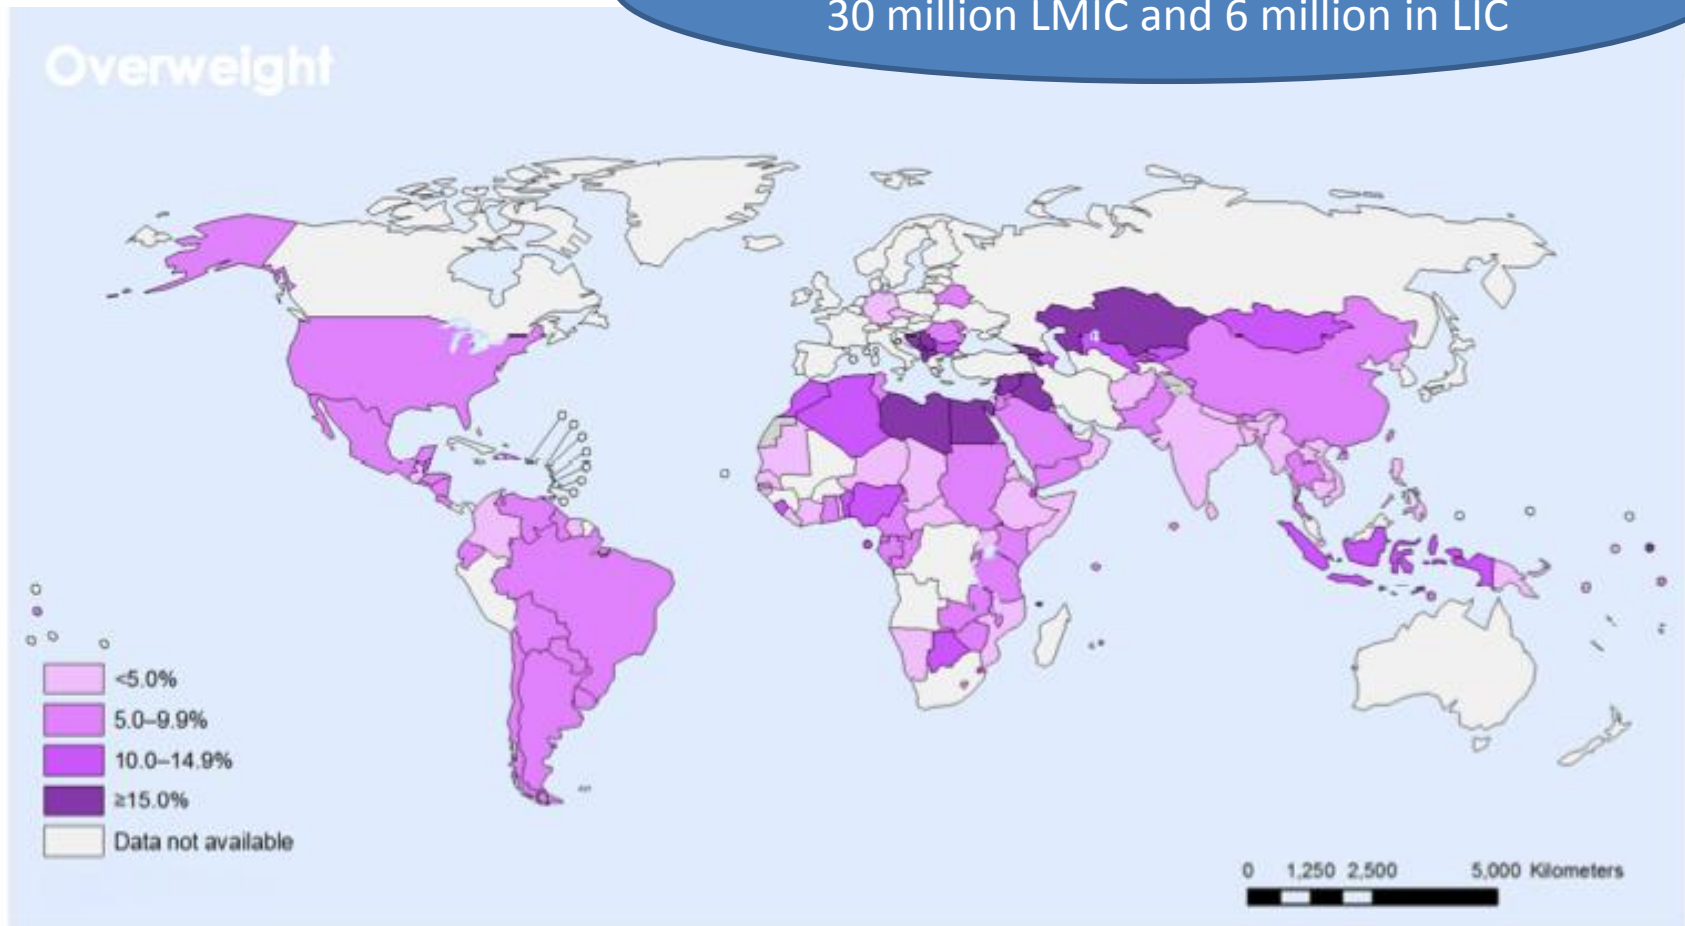 30 million LMIC and 6 million in LIC
Overweight
<5.0%
5.0–9.9%
10.0–14.9%
≥15.0%
Data not available
0 1,250 2,500 5,000 Kilometers